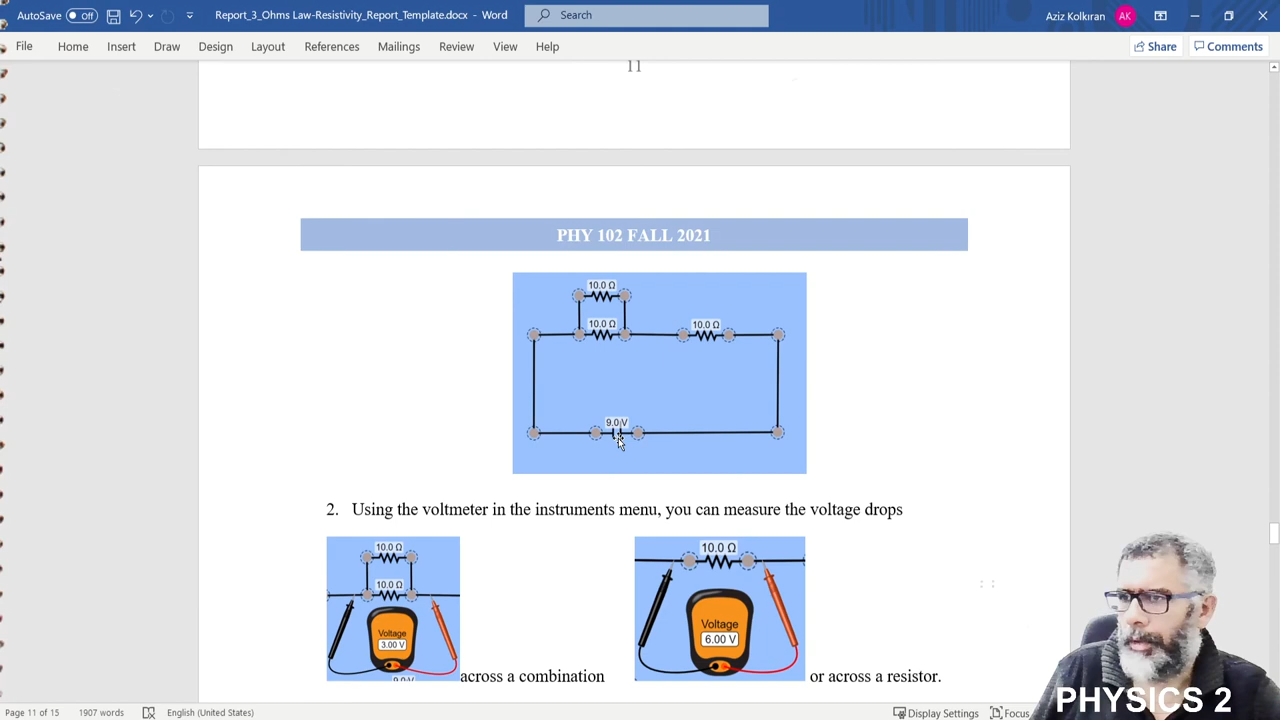 AutoSave Off
Report_3_Ohms Law-Resistivity_Report_Template.docx - Word
Search
Aziz Kolkıran AK
File Home Insert Draw Design Layout References Mailings Review View Help
Share Comments
11
PHY 102 FALL 2021
10.0 Ω
10.0 Ω 10.0 Ω
9.0 V
2. Using the voltmeter in the instruments menu, you can measure the voltage drops
10.0 Ω 10.0 Ω
10.0 Ω
Voltage Voltage
3.00 V 6.00 V
9.0 V
across a combination or across a resistor.
PHYSICS 2
Page 11 of 15 1907 words English (United States) Display Settings Focus